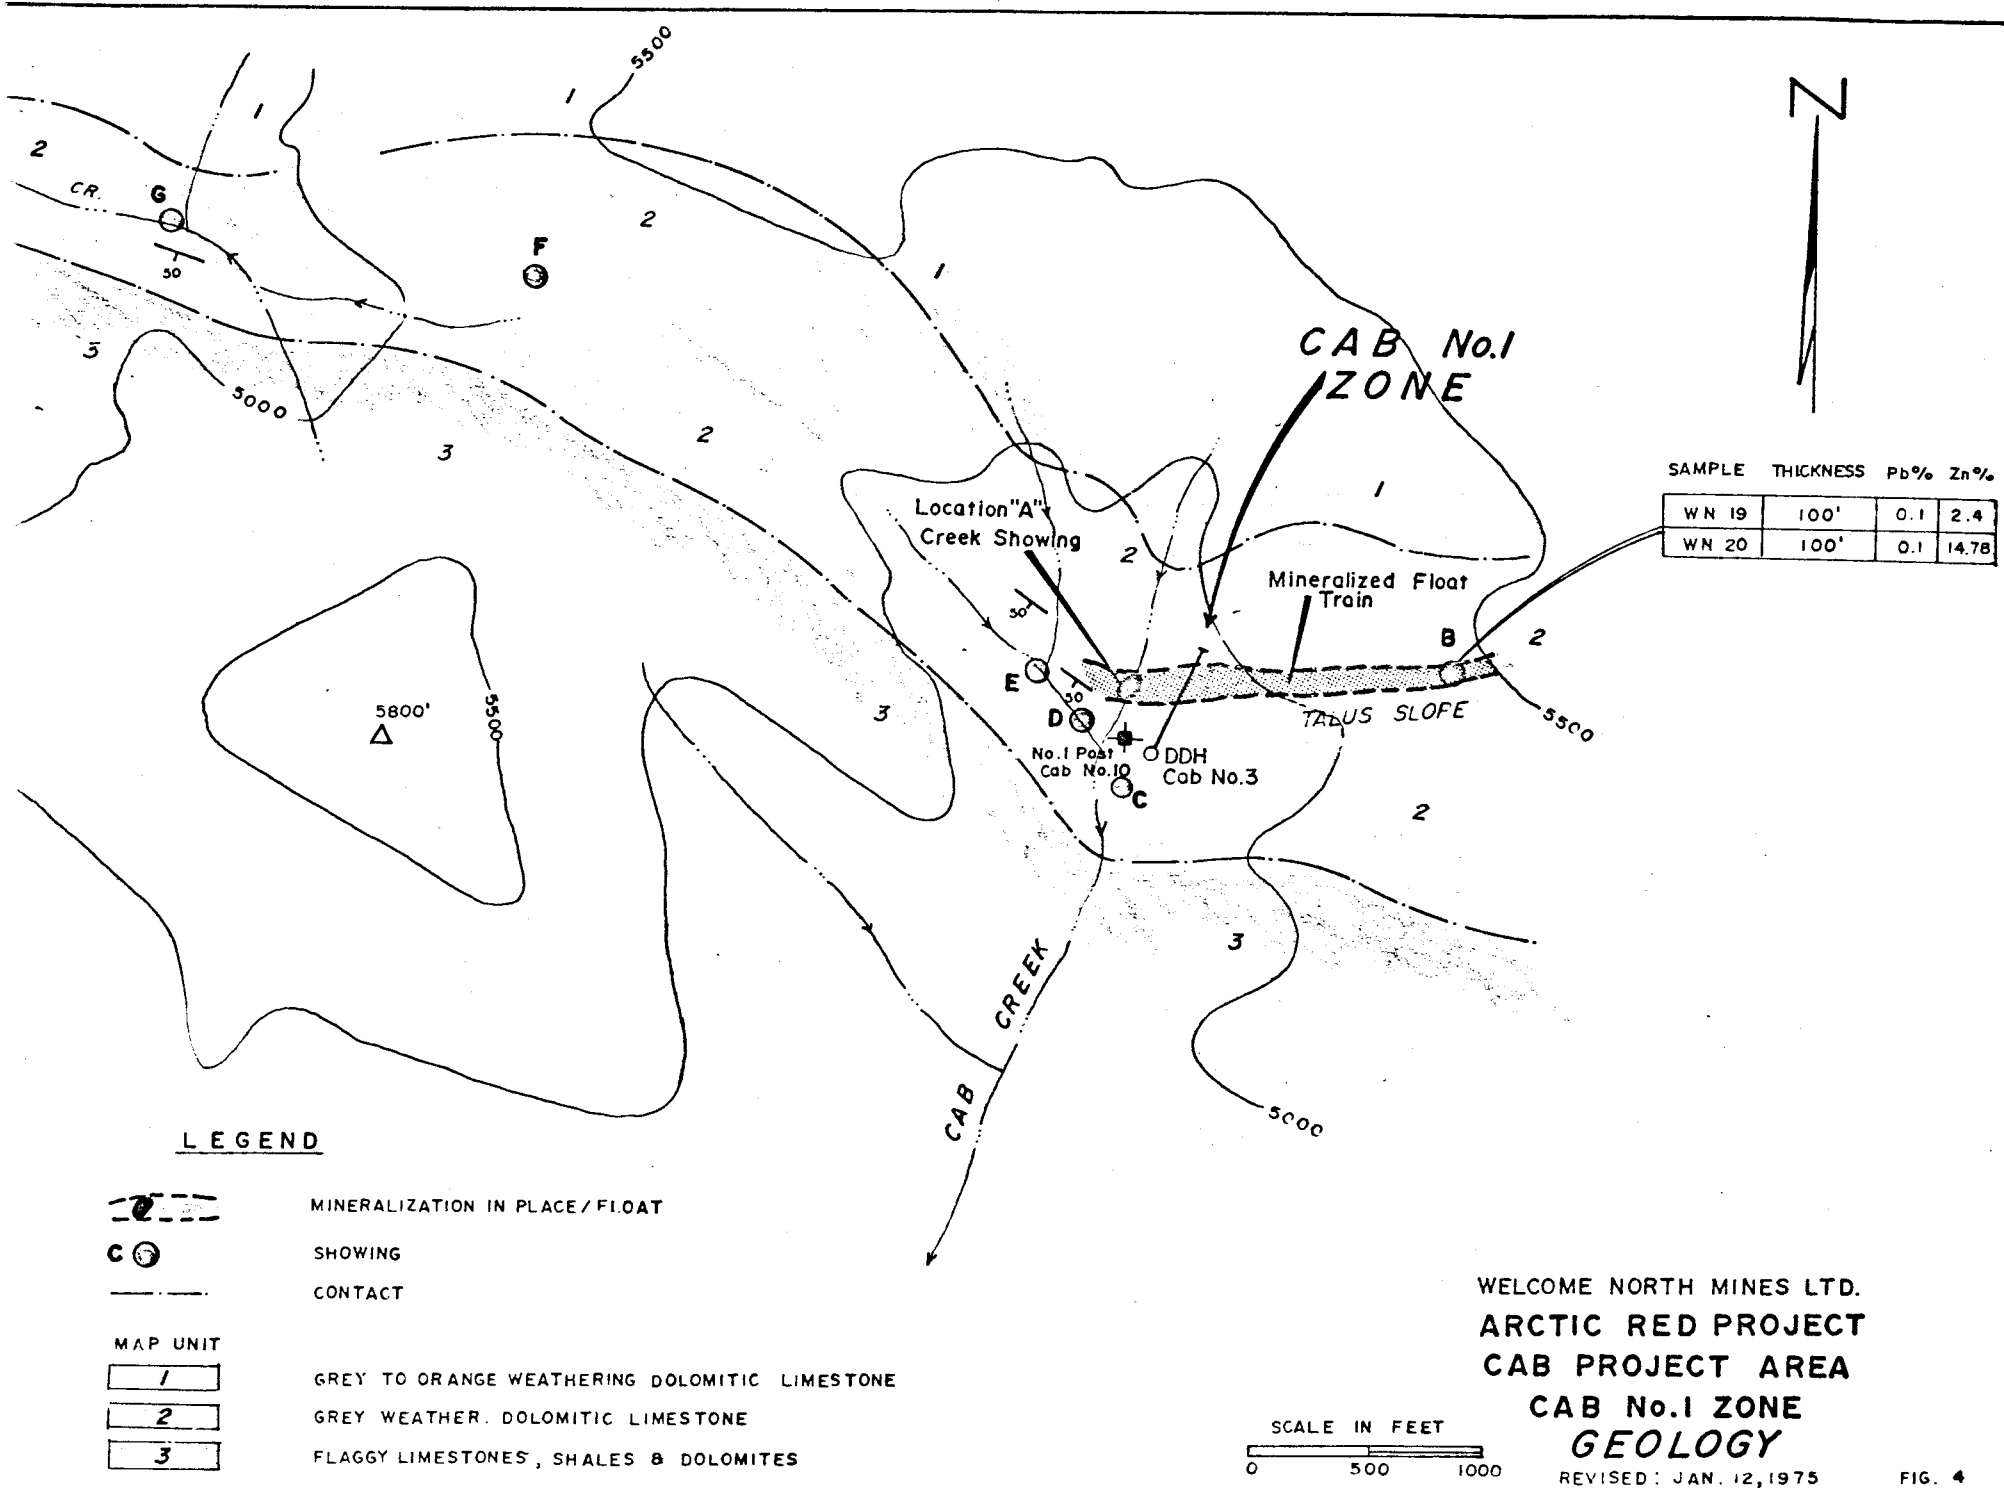 5500
1
1
2
CR.
G
50
F
2
1
3
5000
3
2
CAB No.1
ZONE
N
SAMPLE THICKNESS Pb% Zn%
WN 19 100' 0.1 2.4
WN 20 100' 0.1 14.78
1
Location "A"
Creek Showing
2
Mineralized Float
Train
50
B
2
E
50
D
TALUS SLOPE
5500
No.1 Post
Cab No.10
DDH
Cab No.3
C
5800'
5500
3
2
3
CAB CREEK
5000
LEGEND
MINERALIZATION IN PLACE/FLOAT
C SHOWING
CONTACT
MAP UNIT
1 GREY TO ORANGE WEATHERING DOLOMITIC LIMESTONE
2 GREY WEATHER. DOLOMITIC LIMESTONE
3 FLAGGY LIMESTONES, SHALES & DOLOMITES
SCALE IN FEET
0 500 1000
WELCOME NORTH MINES LTD.
ARCTIC RED PROJECT
CAB PROJECT AREA
CAB No.1 ZONE
GEOLOGY
REVISED: JAN. 12, 1975
FIG. 4